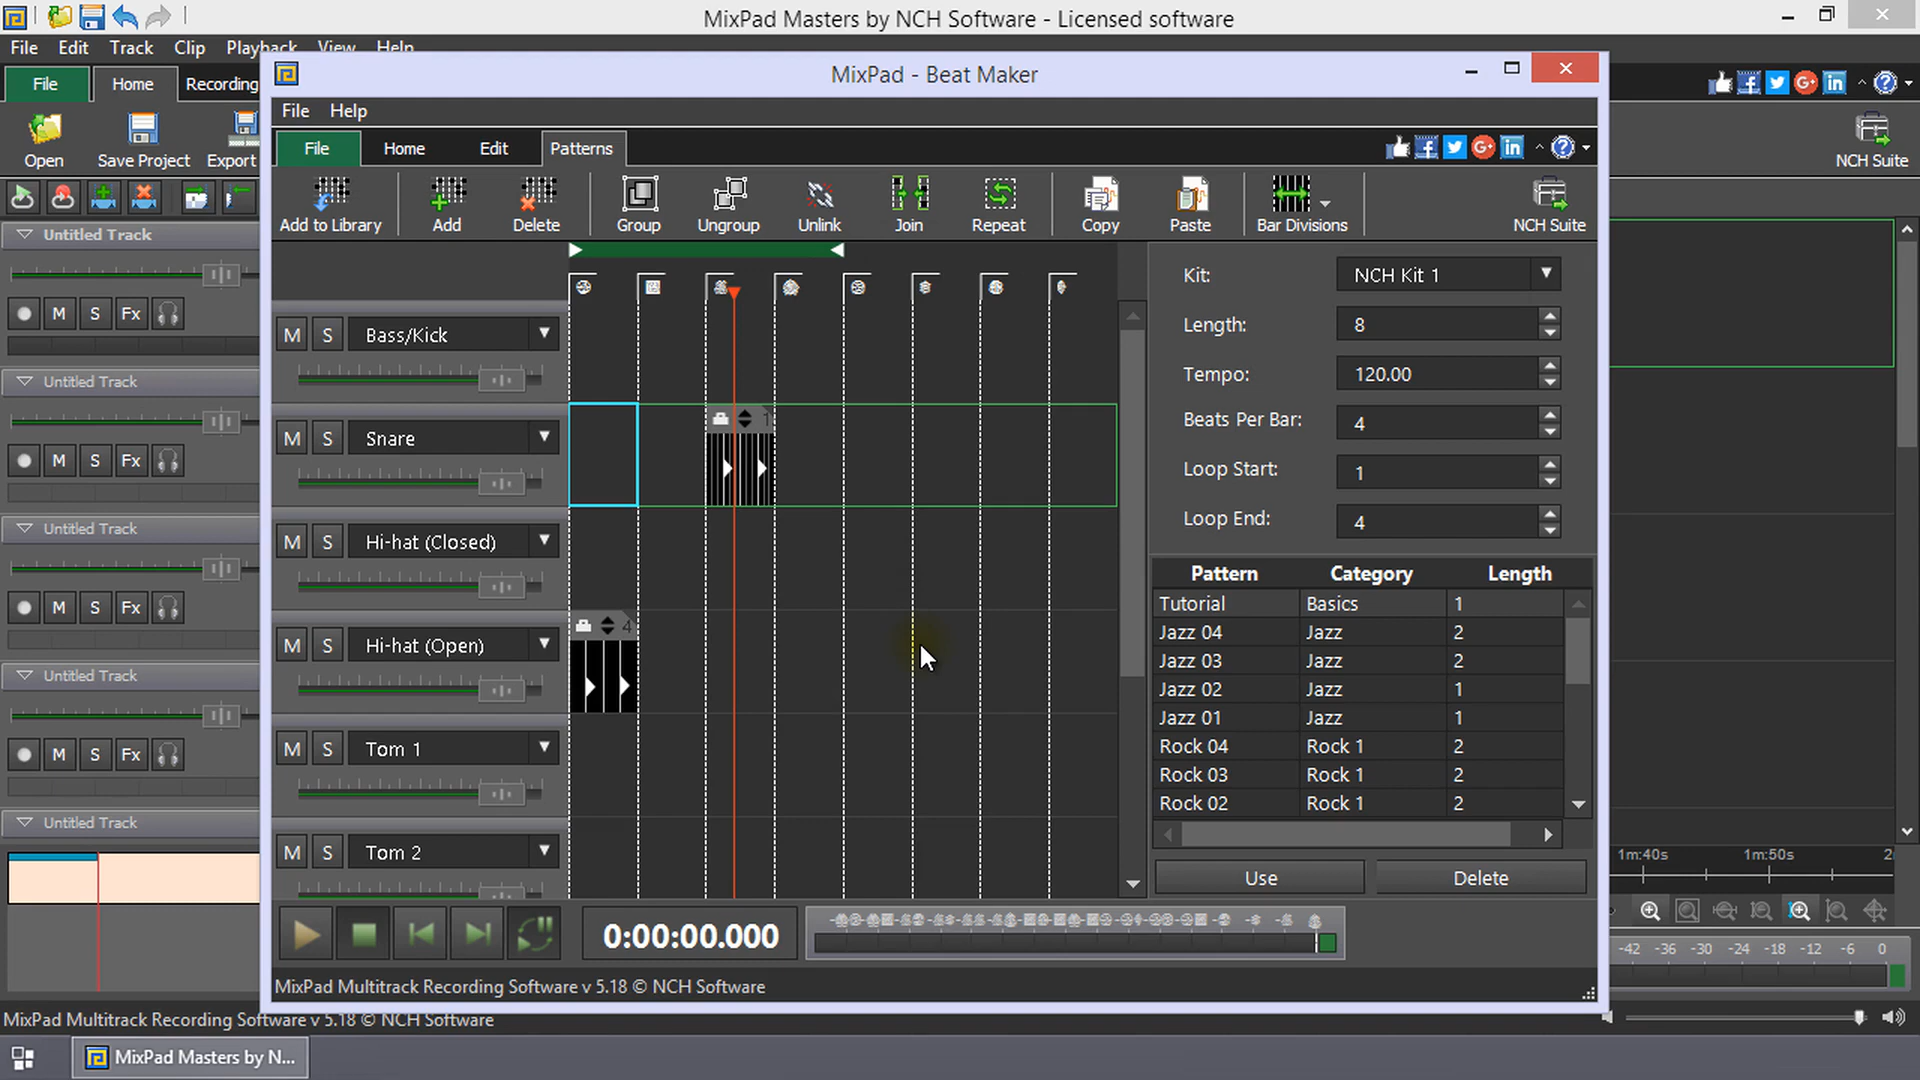 MixPad Masters by NCH Software - Licensed software
File Edit Track Clip Playback View Help
File Home Recording
Open Save Project Export
NCH Suite
Untitled Track
M S Fx
Untitled Track
M S Fx
Untitled Track
M S Fx
Untitled Track
M S Fx
Untitled Track
MixPad - Beat Maker
File Help
File Home Edit Patterns
Add to Library Add Delete Group Ungroup Unlink Join Repeat Copy Paste Bar Divisions NCH Suite
M S Bass/Kick
M S Snare
1
M S Hi-hat (Closed)
M S Hi-hat (Open)
4
M S Tom 1
M S Tom 2
Kit: NCH Kit 1
Length: 8
Tempo: 120.00
Beats Per Bar: 4
Loop Start: 1
Loop End: 4
Pattern Category Length
Tutorial Basics 1
Jazz 04 Jazz 2
Jazz 03 Jazz 2
Jazz 02 Jazz 1
Jazz 01 Jazz 1
Rock 04 Rock 1 2
Rock 03 Rock 1 2
Rock 02 Rock 1 2
Use Delete
0:00:00.000
MixPad Multitrack Recording Software v 5.18 © NCH Software
1m:40s 1m:50s
-42 -36 -30 -24 -18 -12 -6 0
MixPad Multitrack Recording Software v 5.18 © NCH Software
MixPad Masters by N...